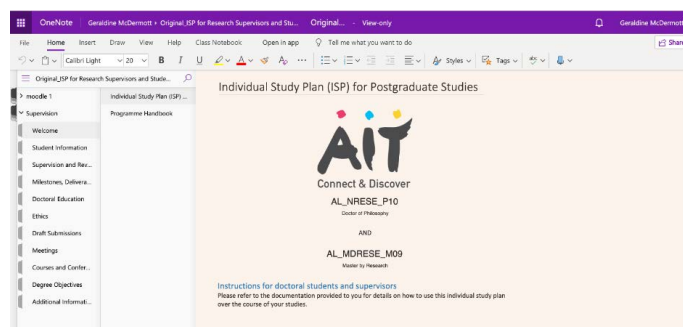 OneNote
Geraldine McDermott › Original_ISP for Research Supervisors and Stu...
Original... - View-only
Geraldine McDermott
File Home Insert Draw View Help Class Notebook Open in app Tell me what you want to do
Share
Calibri Light 20 B I U A Styles Tags abc
Original_ISP for Research Supervisors and Stude...
moodle 1
Supervision
Welcome
Student Information
Supervision and Rev...
Milestones, Delivera...
Doctoral Education
Ethics
Draft Submissions
Meetings
Courses and Confer...
Degree Objectives
Additional Informati...
Individual Study Plan (ISP) ...
Programme Handbook
Individual Study Plan (ISP) for Postgraduate Studies
AIT
Connect & Discover
AL_NRESE_P10
Doctor of Philosophy
AND
AL_MDRESE_M09
Master by Research
Instructions for doctoral students and supervisors
Please refer to the documentation provided to you for details on how to use this individual study plan
over the course of your studies.